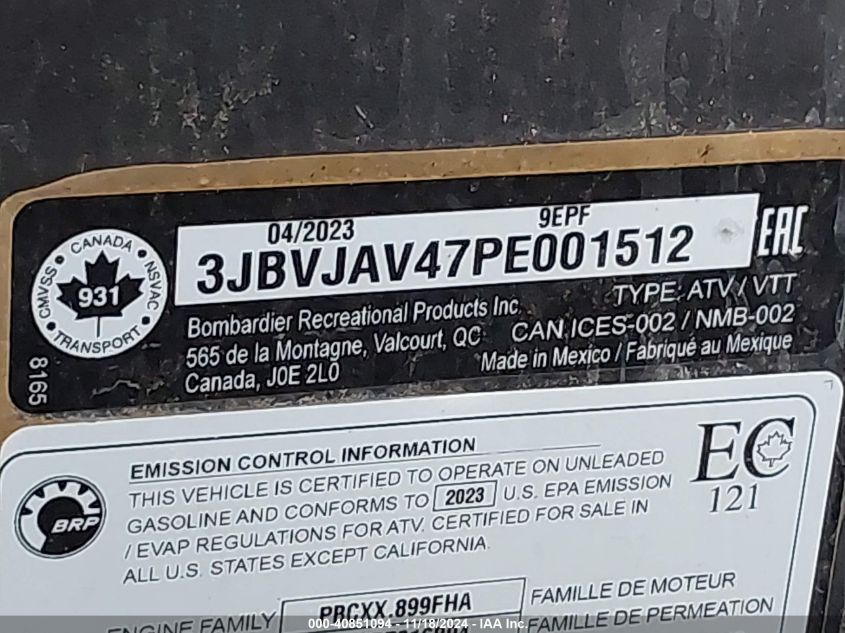 04/2023 9EPF
3JBVJAV47PE001512
EAC
CANADA
CMVSS
NSVAC
931
TRANSPORT
8165
Bombardier Recreational Products Inc.
565 de la Montagne, Valcourt, QC
Canada, J0E 2L0
TYPE: ATV / VTT
CAN ICES-002 / NMB-002
Made in Mexico / Fabriqué au Mexique
BRP
EMISSION CONTROL INFORMATION
THIS VEHICLE IS CERTIFIED TO OPERATE ON UNLEADED
GASOLINE AND CONFORMS TO 2023 U.S. EPA EMISSION
/ EVAP REGULATIONS FOR ATV. CERTIFIED FOR SALE IN
ALL U.S. STATES EXCEPT CALIFORNIA.
EC
121
ENGINE FAMILY PBCXX.899FHA FAMILLE DE MOTEUR
FAMILLE DE PERMEATION
000-40851094 - 11/18/2024 - IAA Inc.